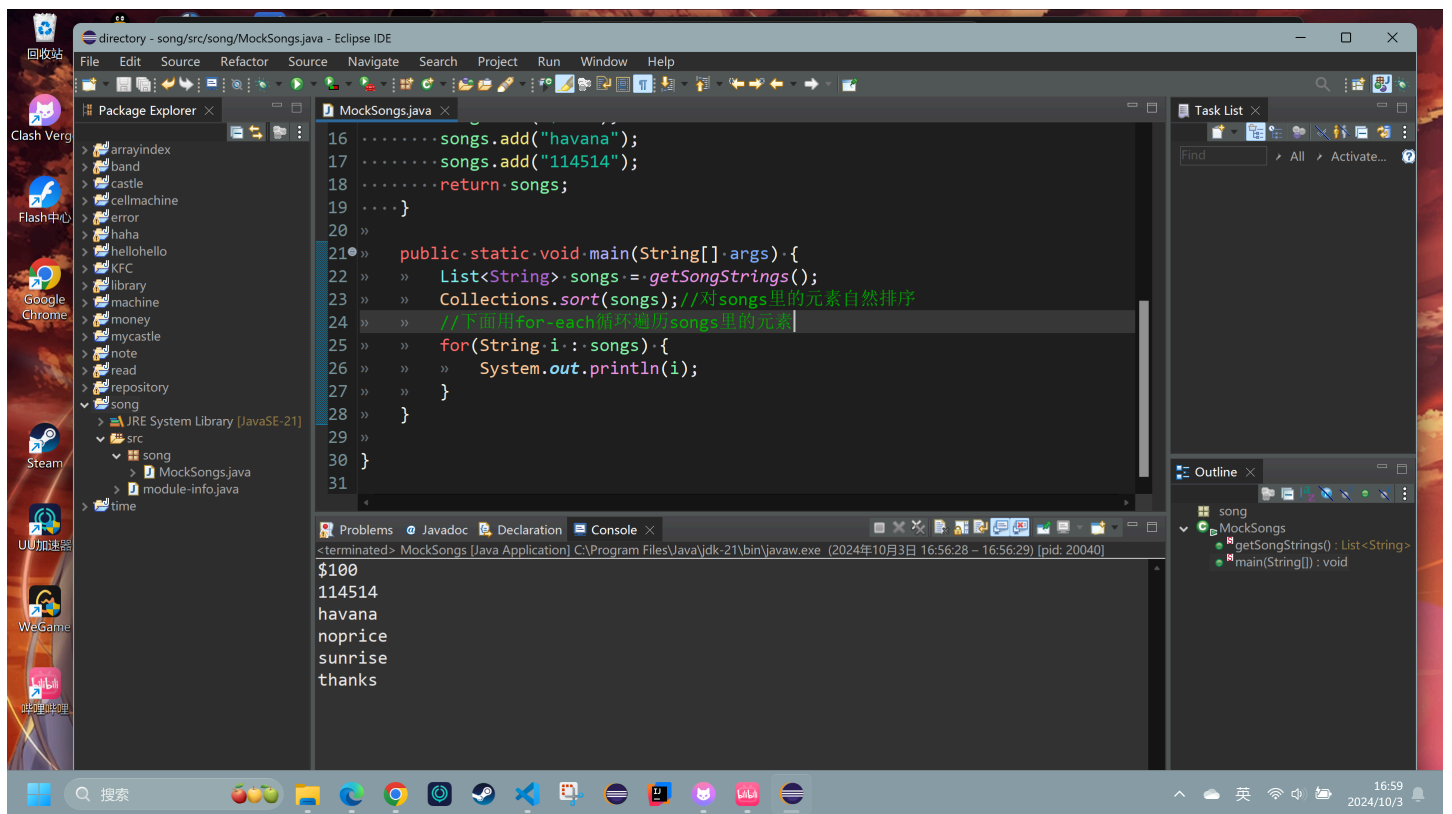 回收站
Clash Verg
Flash中心
Google Chrome
Steam
UU加速器
WeGame
哔哩哔哩
directory - song/src/song/MockSongs.java - Eclipse IDE
File Edit Source Refactor Source Navigate Search Project Run Window Help
Package Explorer
arrayindex
band
castle
cellmachine
error
haha
hellohello
KFC
library
machine
money
mycastle
note
read
repository
song
JRE System Library [JavaSE-21]
src
song
MockSongs.java
module-info.java
time
MockSongs.java
16 songs.add("havana");
17 songs.add("114514");
18 return songs;
19 }
20
21 public static void main(String[] args) {
22 List<String> songs = getSongStrings();
23 Collections.sort(songs);//对songs里的元素自然排序
24 //下面用for-each循环遍历songs里的元素
25 for(String i : songs) {
26 System.out.println(i);
27 }
28 }
29
30 }
31
Problems Javadoc Declaration Console
<terminated> MockSongs [Java Application] C:\Program Files\Java\jdk-21\bin\javaw.exe (2024年10月3日 16:56:28 – 16:56:29) [pid: 20040]
$100
114514
havana
noprice
sunrise
thanks
Task List
Find All Activate...
Outline
song
MockSongs
getSongStrings() : List<String>
main(String[]) : void
搜索
英
16:59
2024/10/3